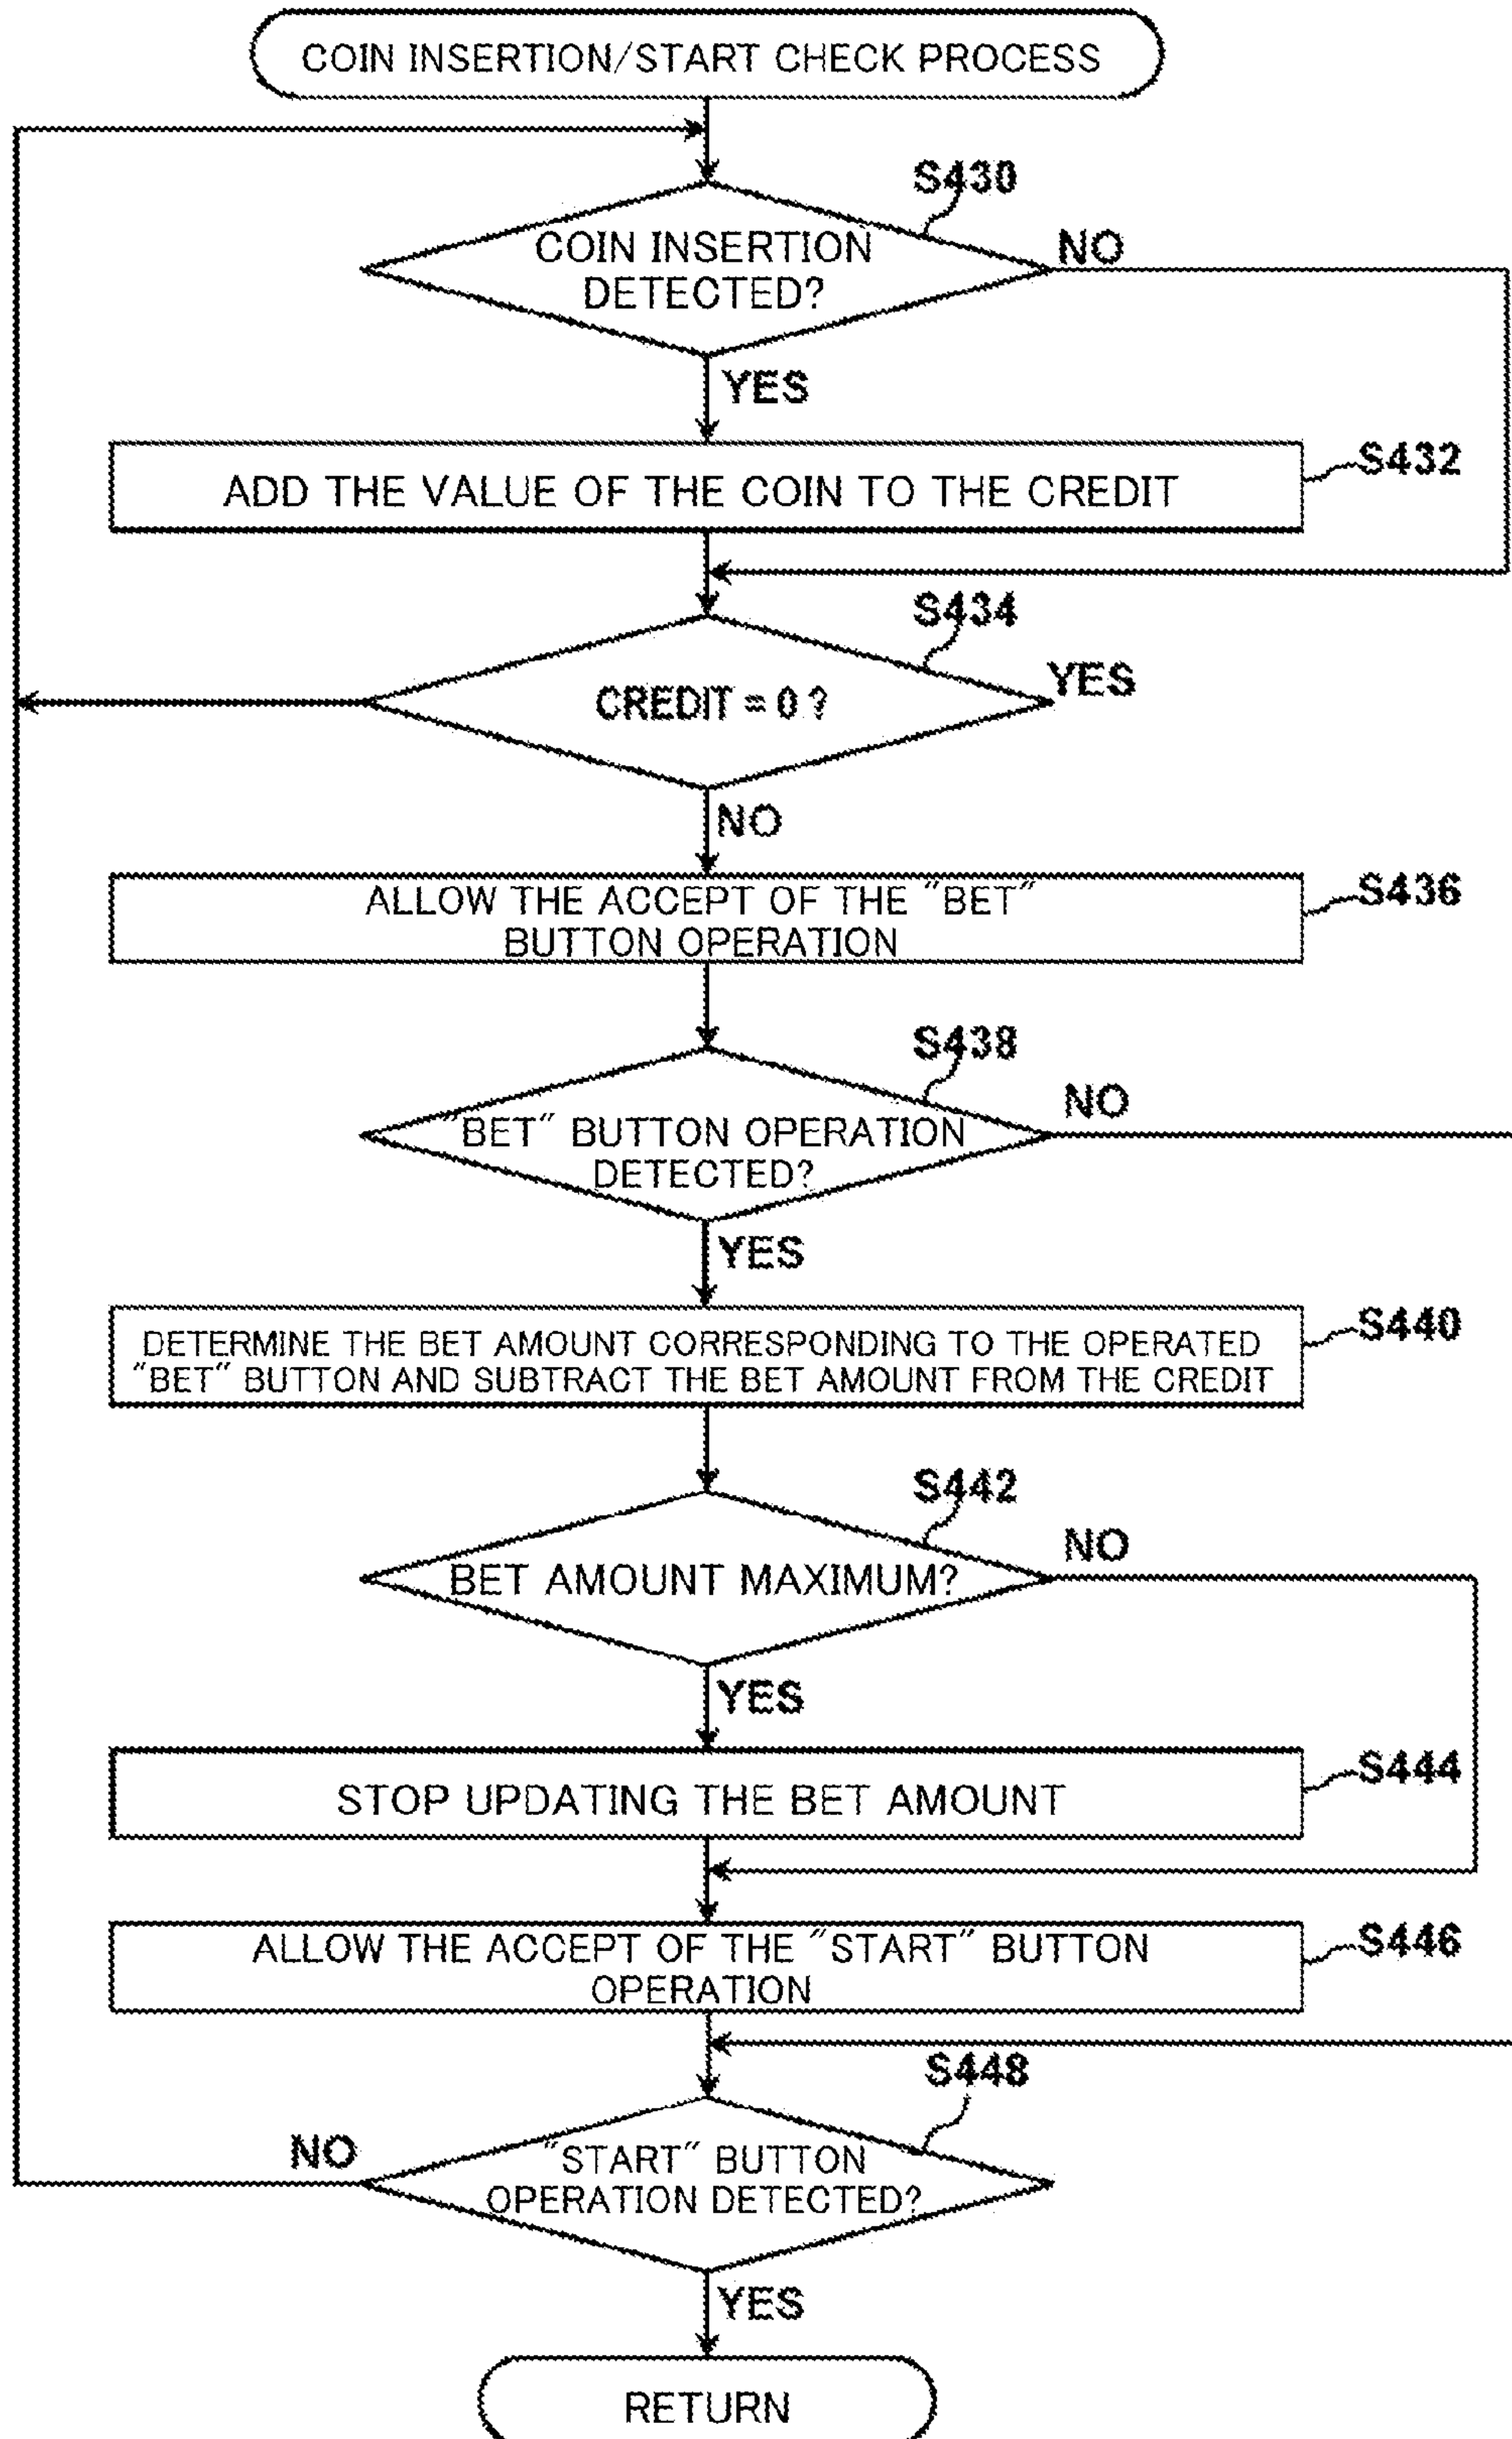 COIN INSERTION/START CHECK PROCESS
S430
COIN INSERTION
DETECTED?
NO
YES
ADD THE VALUE OF THE COIN TO THE CREDIT
S432
S434
CREDIT = 0 ?
YES
NO
ALLOW THE ACCEPT OF THE "BET"
BUTTON OPERATION
S436
S438
"BET" BUTTON OPERATION
DETECTED?
NO
YES
DETERMINE THE BET AMOUNT CORRESPONDING TO THE OPERATED
"BET" BUTTON AND SUBTRACT THE BET AMOUNT FROM THE CREDIT
S440
S442
BET AMOUNT MAXIMUM?
NO
YES
STOP UPDATING THE BET AMOUNT
S444
ALLOW THE ACCEPT OF THE "START" BUTTON
OPERATION
S446
S448
NO
"START" BUTTON
OPERATION DETECTED?
YES
RETURN